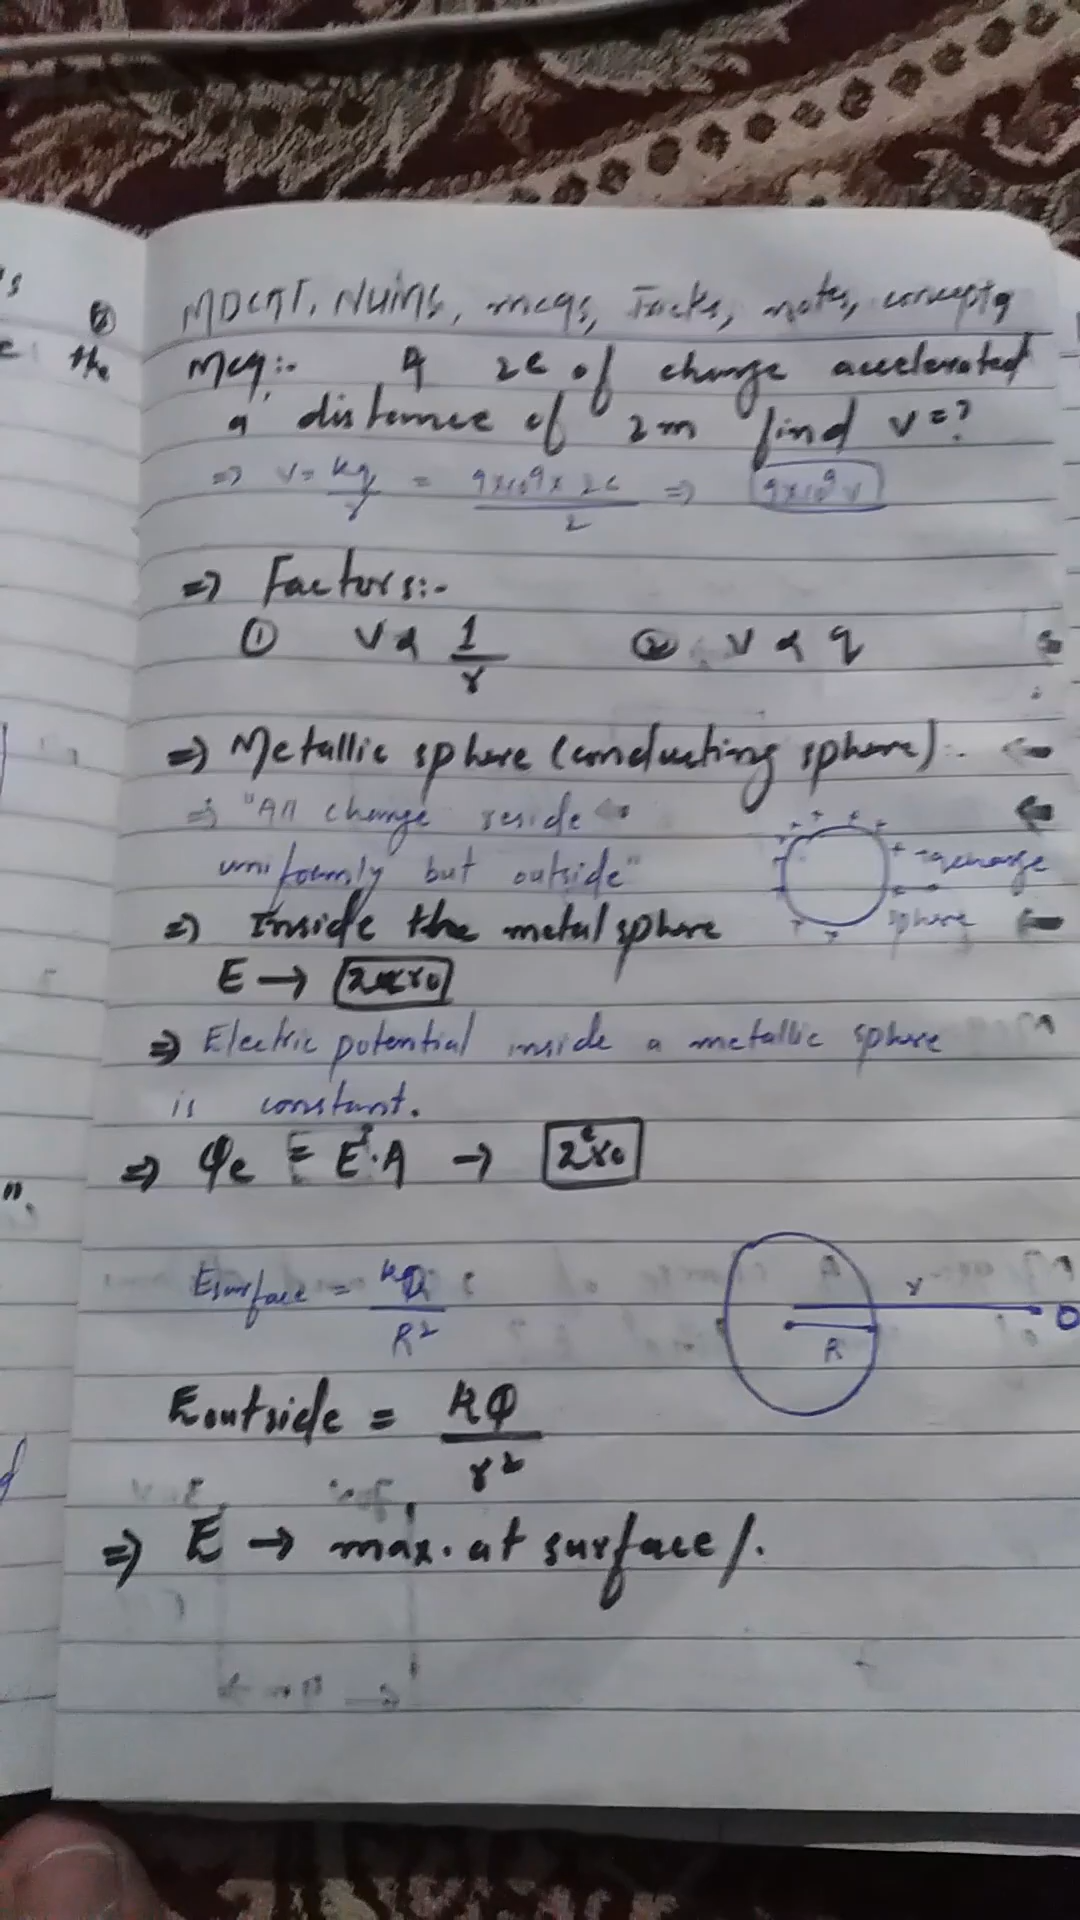 MDCAT, Nums, mcqs, Tricks, notes, concepts
the
Mcq:- A 2C of charge accelerated
a distance of 2m find V=?
⇒ V = kq/r = 9x10^9 x 2C/2 ⇒ 9x10^9 V
⇒ Factors:-
① V α 1/r ② V α q
⇒ Metallic sphere (conducting sphere):-
⇒ "All charge reside
uniformly but outside"
charge
sphere
⇒ Inside the metal sphere
E → zero
⇒ Electric potential inside a metallic sphere
is constant.
⇒ φe = E.A → zero
Esurface = kQ/R²
r
R
Eoutside = kQ/r²
⇒ E → max. at surface/.